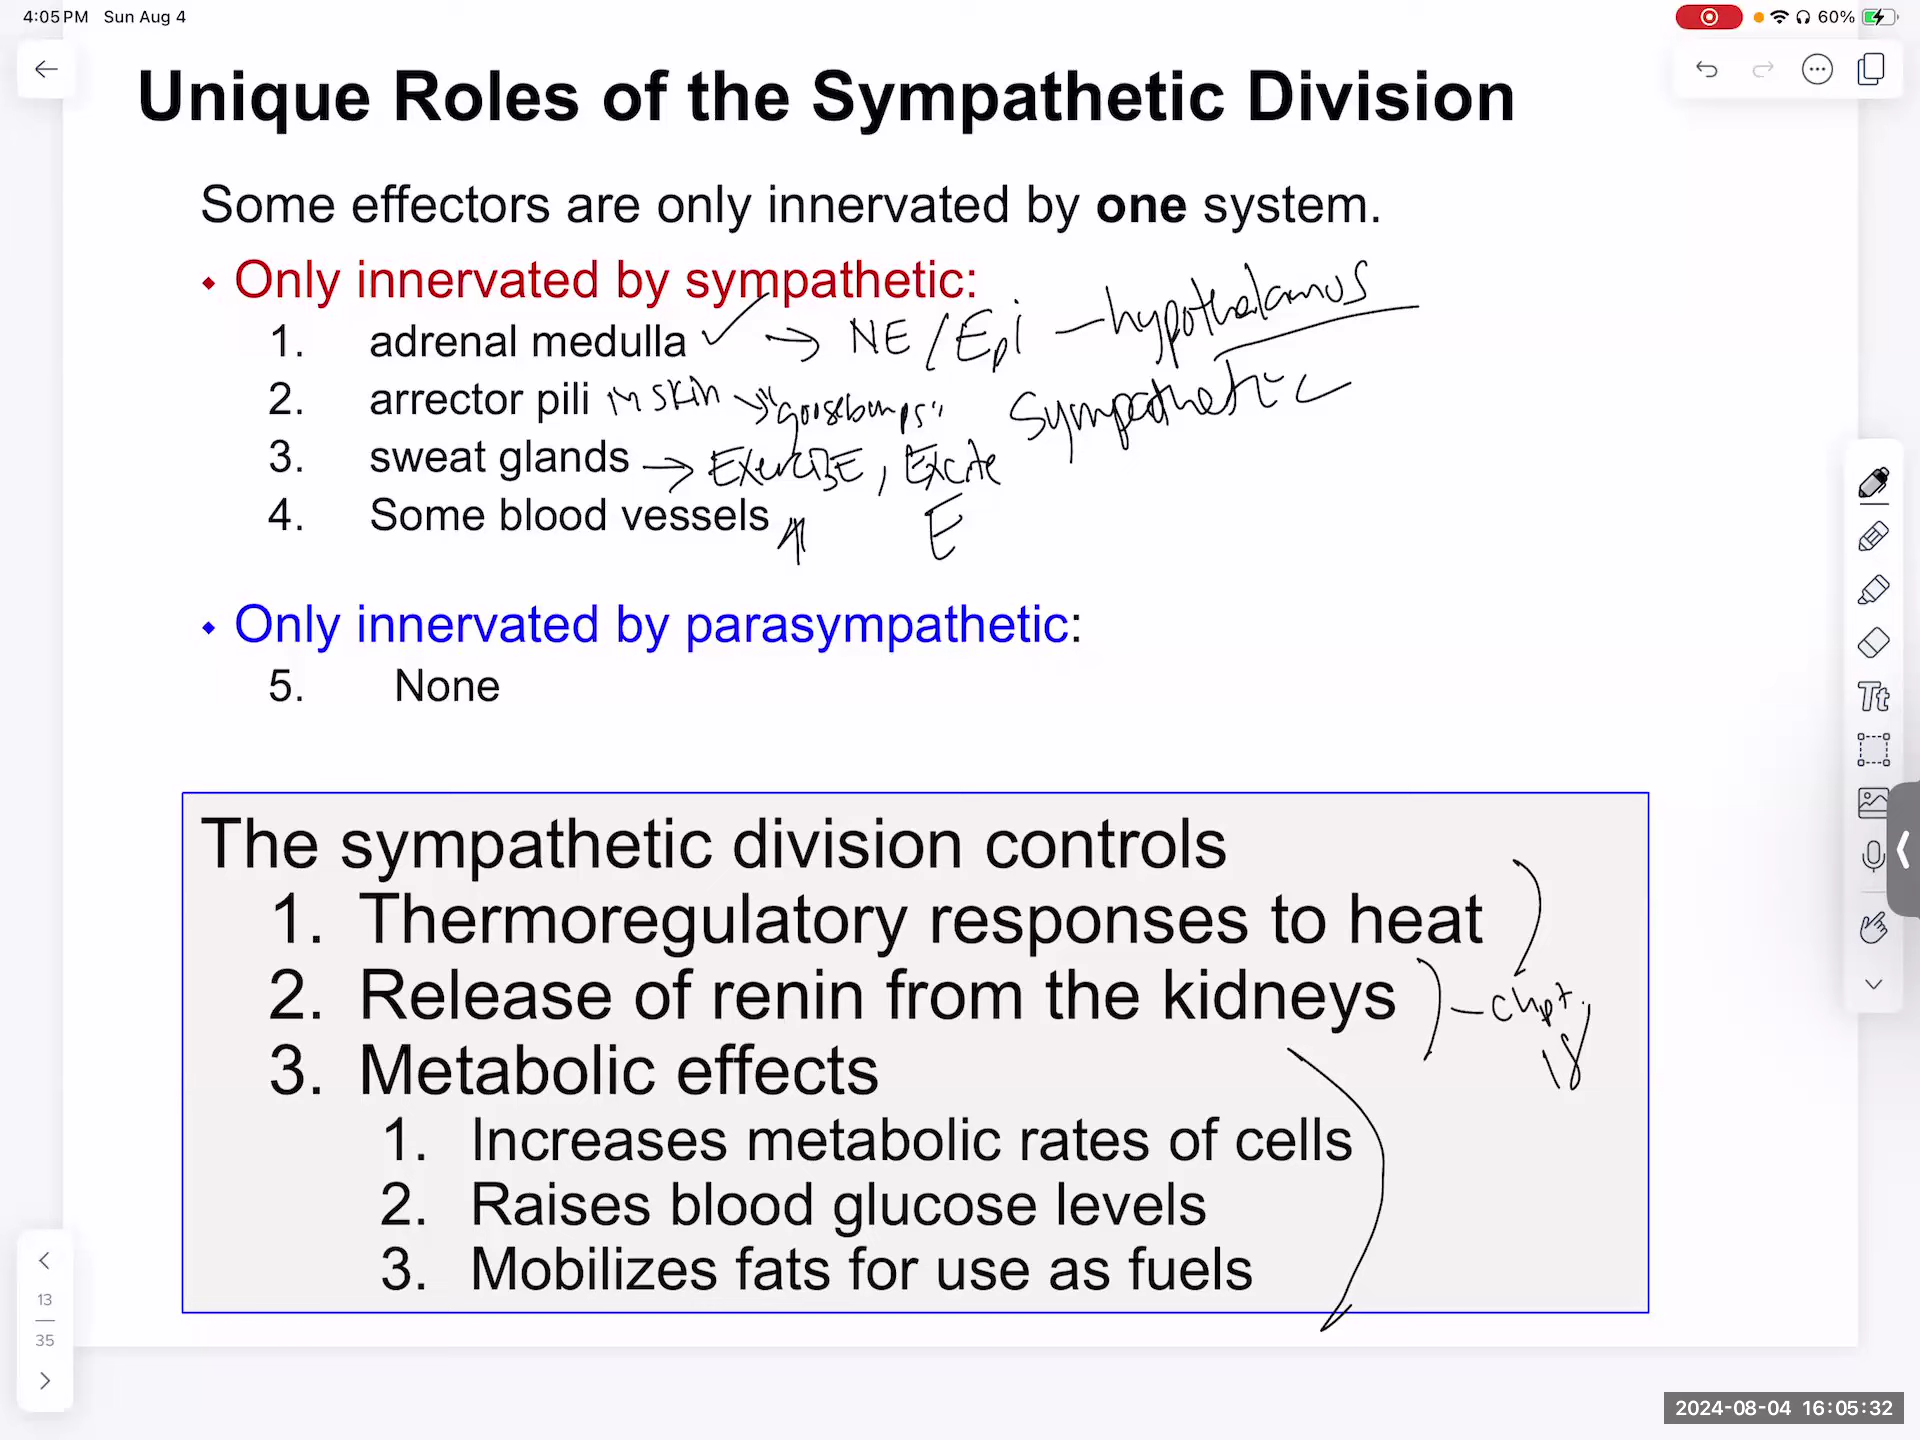 4:05 PM Sun Aug 4
60%
Unique Roles of the Sympathetic Division
Some effectors are only innervated by one system.
Only innervated by sympathetic:
1. adrenal medulla → NE / Epi — hypothalamus
2. arrector pili in skin → "goosebumps" Sympathetic
3. sweat glands → Exercise, Excite
4. Some blood vessels E
Only innervated by parasympathetic:
5. None
The sympathetic division controls
1. Thermoregulatory responses to heat
2. Release of renin from the kidneys — chpt. 18
3. Metabolic effects
1. Increases metabolic rates of cells
2. Raises blood glucose levels
3. Mobilizes fats for use as fuels
Tt
13
35
2024-08-04 16:05:32